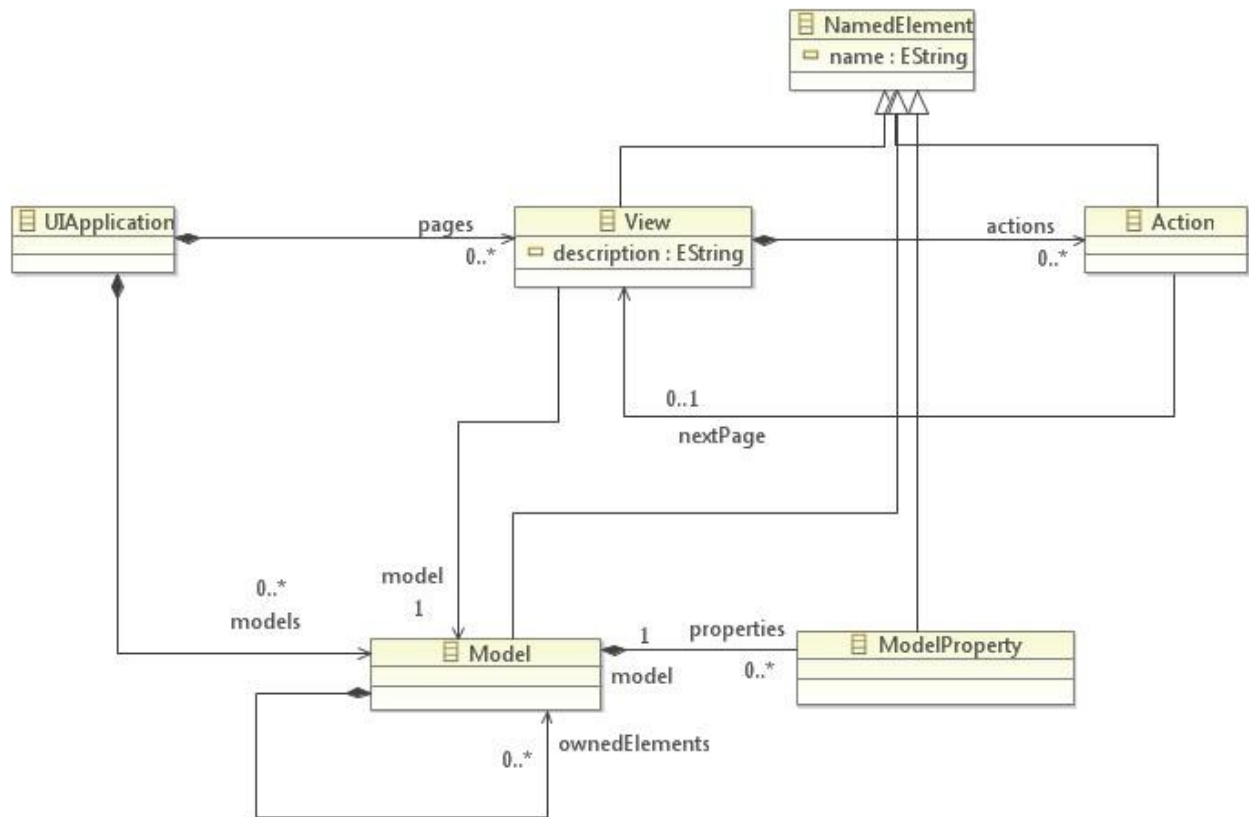 NamedElement
name : EString
UIApplication
pages
0..*
View
description : EString
actions
0..*
Action
0..1
nextPage
0..*
models
model
1
Model
1
model
properties
0..*
ModelProperty
ownedElements
0..*